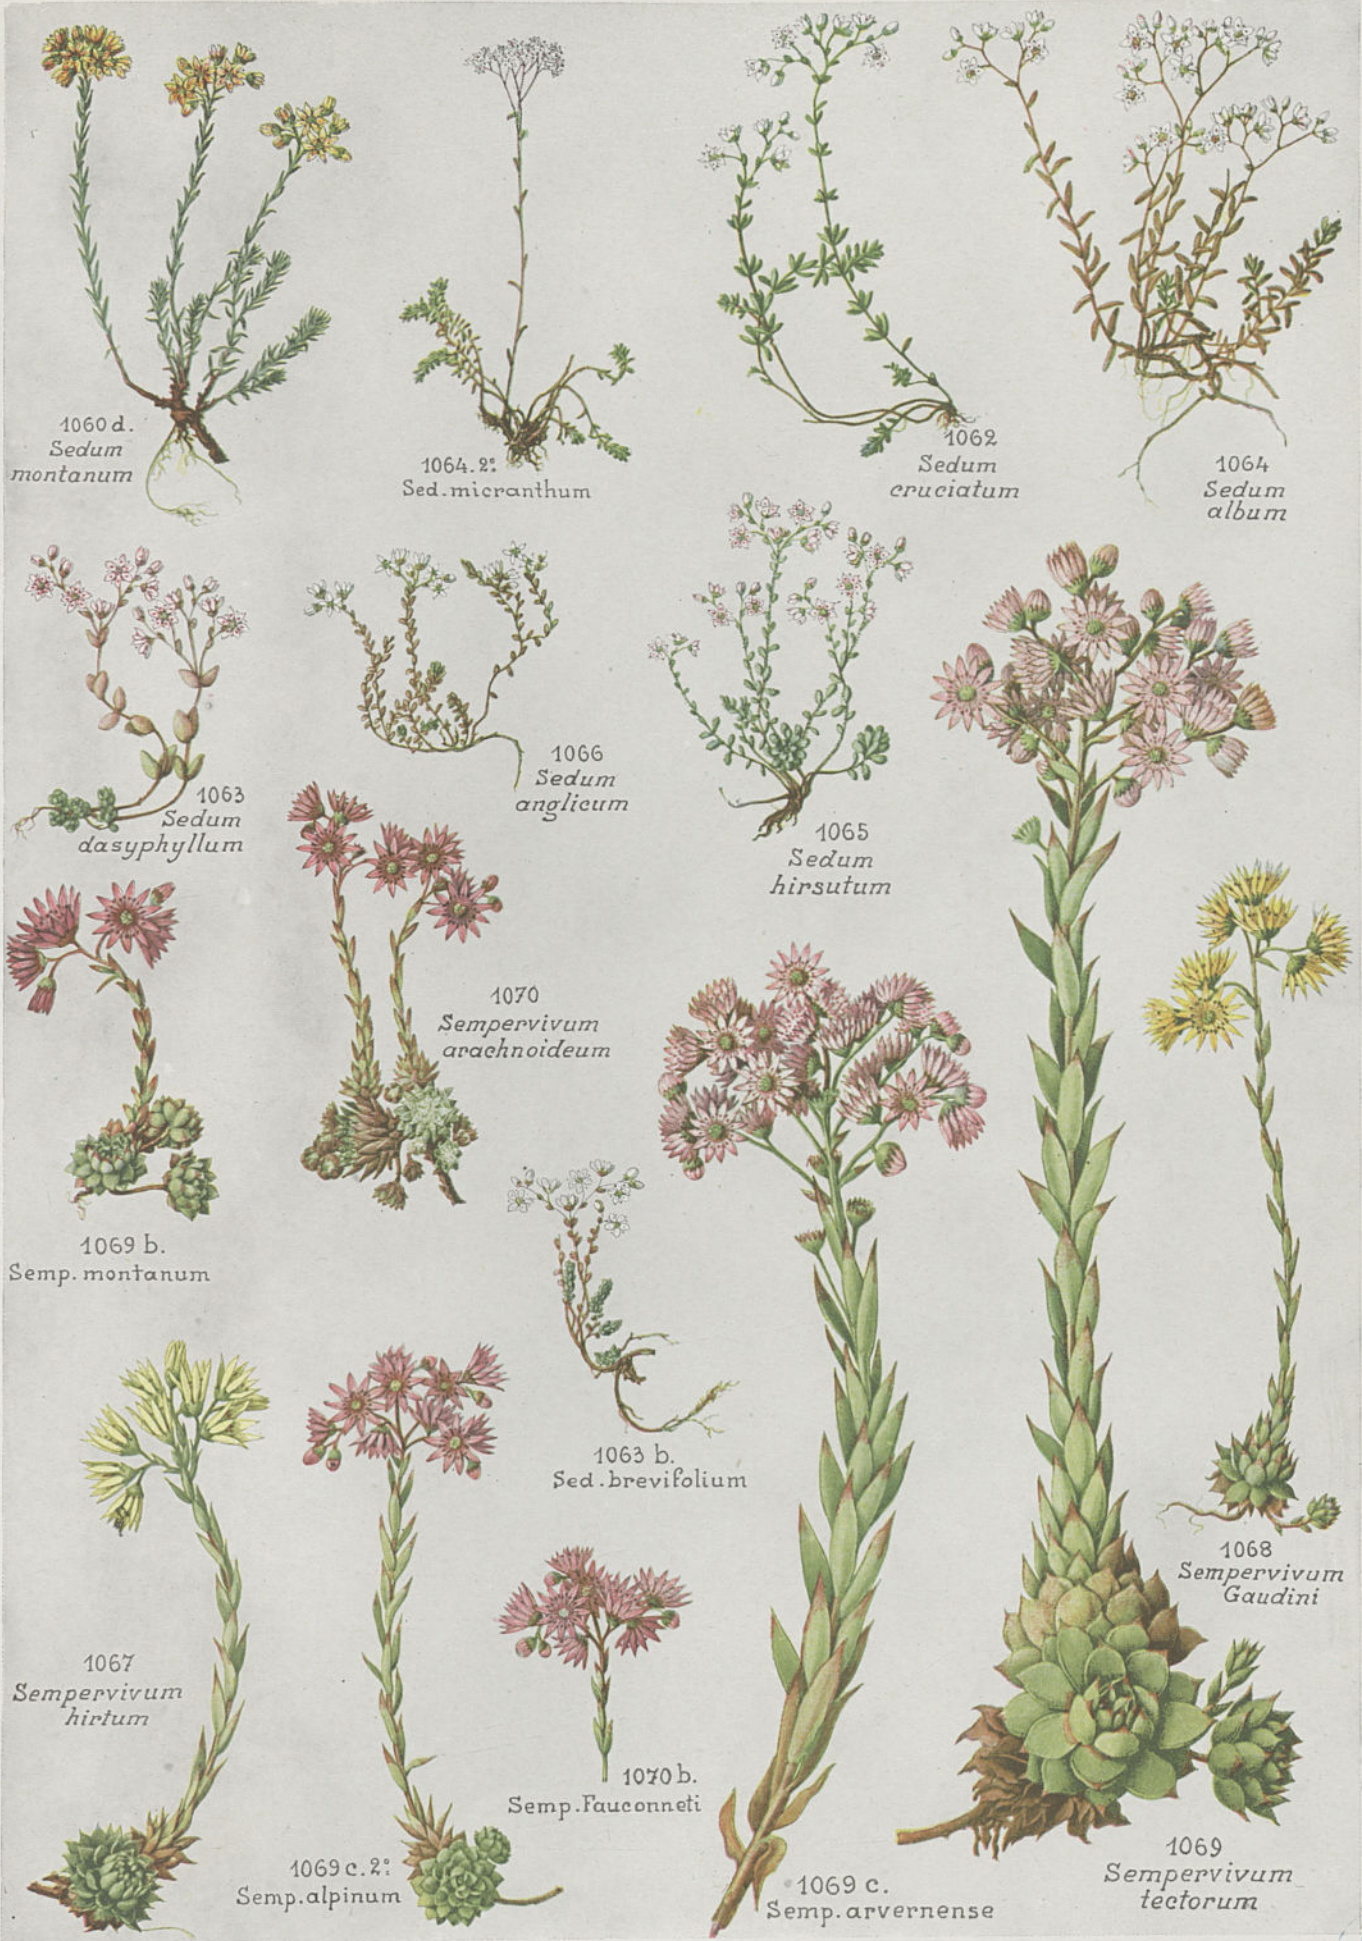 1060 d.
Sedum
montanum
1064.2º
Sed.micranthum
1062
Sedum
cruciatum
1064
Sedum
album
1063
Sedum
dasyphyllum
1066
Sedum
anglicum
1065
Sedum
hirsutum
1070
Sempervivum
arachnoideum
1069 b.
Semp. montanum
1063 b.
Sed. brevifolium
1068
Sempervivum
Gaudini
1067
Sempervivum
hirtum
1070 b.
Semp. Fauconneti
1069 c. 2º
Semp. alpinum
1069 c.
Semp. arvernense
1069
Sempervivum
tectorum